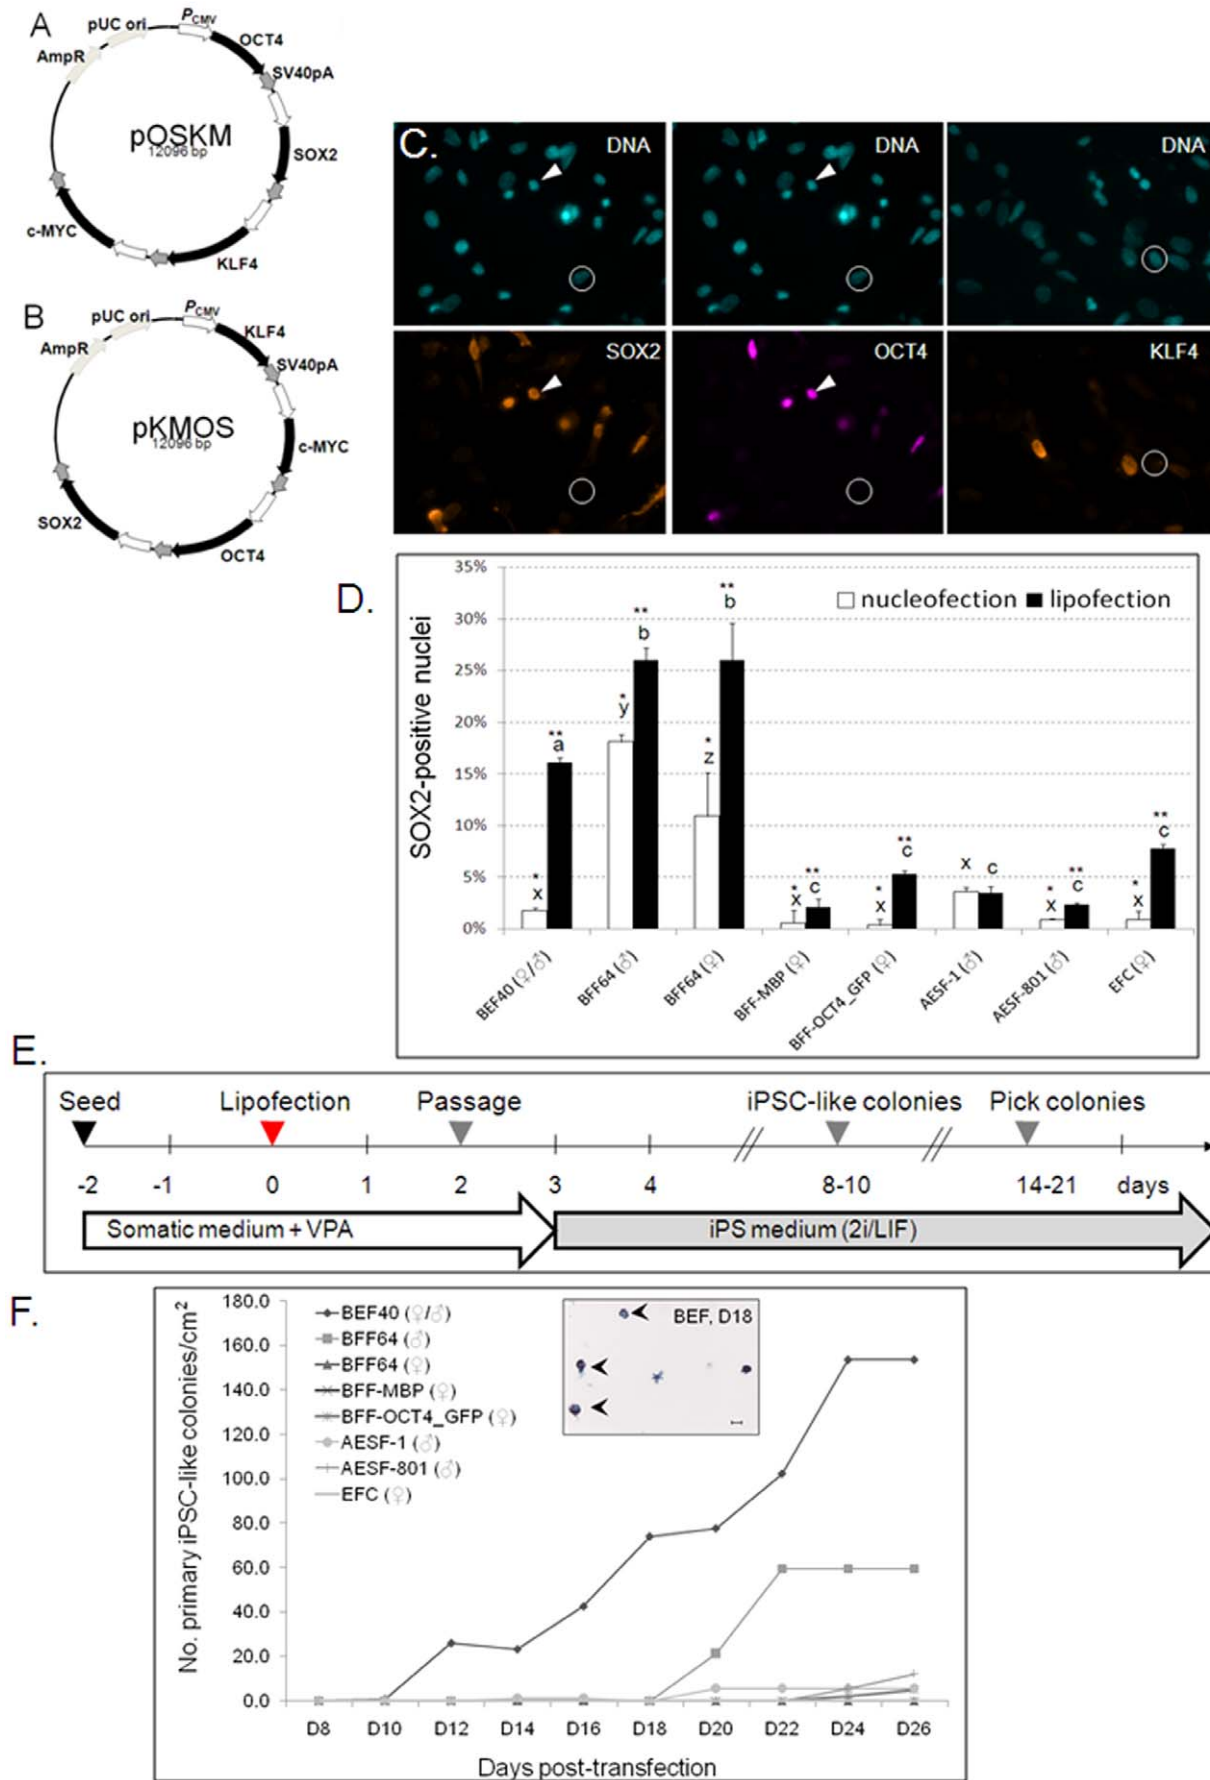 A
pUC ori
PCMV
OCT4
AmpR
SV40pA
pOSKM
12096 bp
SOX2
c-MYC
KLF4
B
pUC ori
PCMV
KLF4
AmpR
SV40pA
pKMOS
12096 bp
c-MYC
SOX2
OCT4
C.
DNA
DNA
DNA
SOX2
OCT4
KLF4
D.
SOX2-positive nuclei
35%
30%
25%
20%
15%
10%
5%
0%
nucleofection
lipofection
* x
** a
* y
** b
* z
** b
* x
** c
* x
** c
x
c
* x
** c
* x
** c
BEF40 (♀/♂)
BFF64 (♂)
BFF64 (♀)
BFF-MBP (♀)
BFF-OCT4_GFP (♀)
AESF-1 (♂)
AESF-801 (♂)
EFC (♀)
E.
Seed
Lipofection
Passage
iPSC-like colonies
Pick colonies
-2 -1 0 1 2 3 4 8-10 14-21 days
Somatic medium + VPA
iPS medium (2i/LIF)
F.
No. primary iPSC-like colonies/cm²
180.0
160.0
140.0
120.0
100.0
80.0
60.0
40.0
20.0
0.0
BEF40 (♀/♂)
BFF64 (♂)
BFF64 (♀)
BFF-MBP (♀)
BFF-OCT4_GFP (♀)
AESF-1 (♂)
AESF-801 (♂)
EFC (♀)
BEF, D18
D8 D10 D12 D14 D16 D18 D20 D22 D24 D26
Days post-transfection